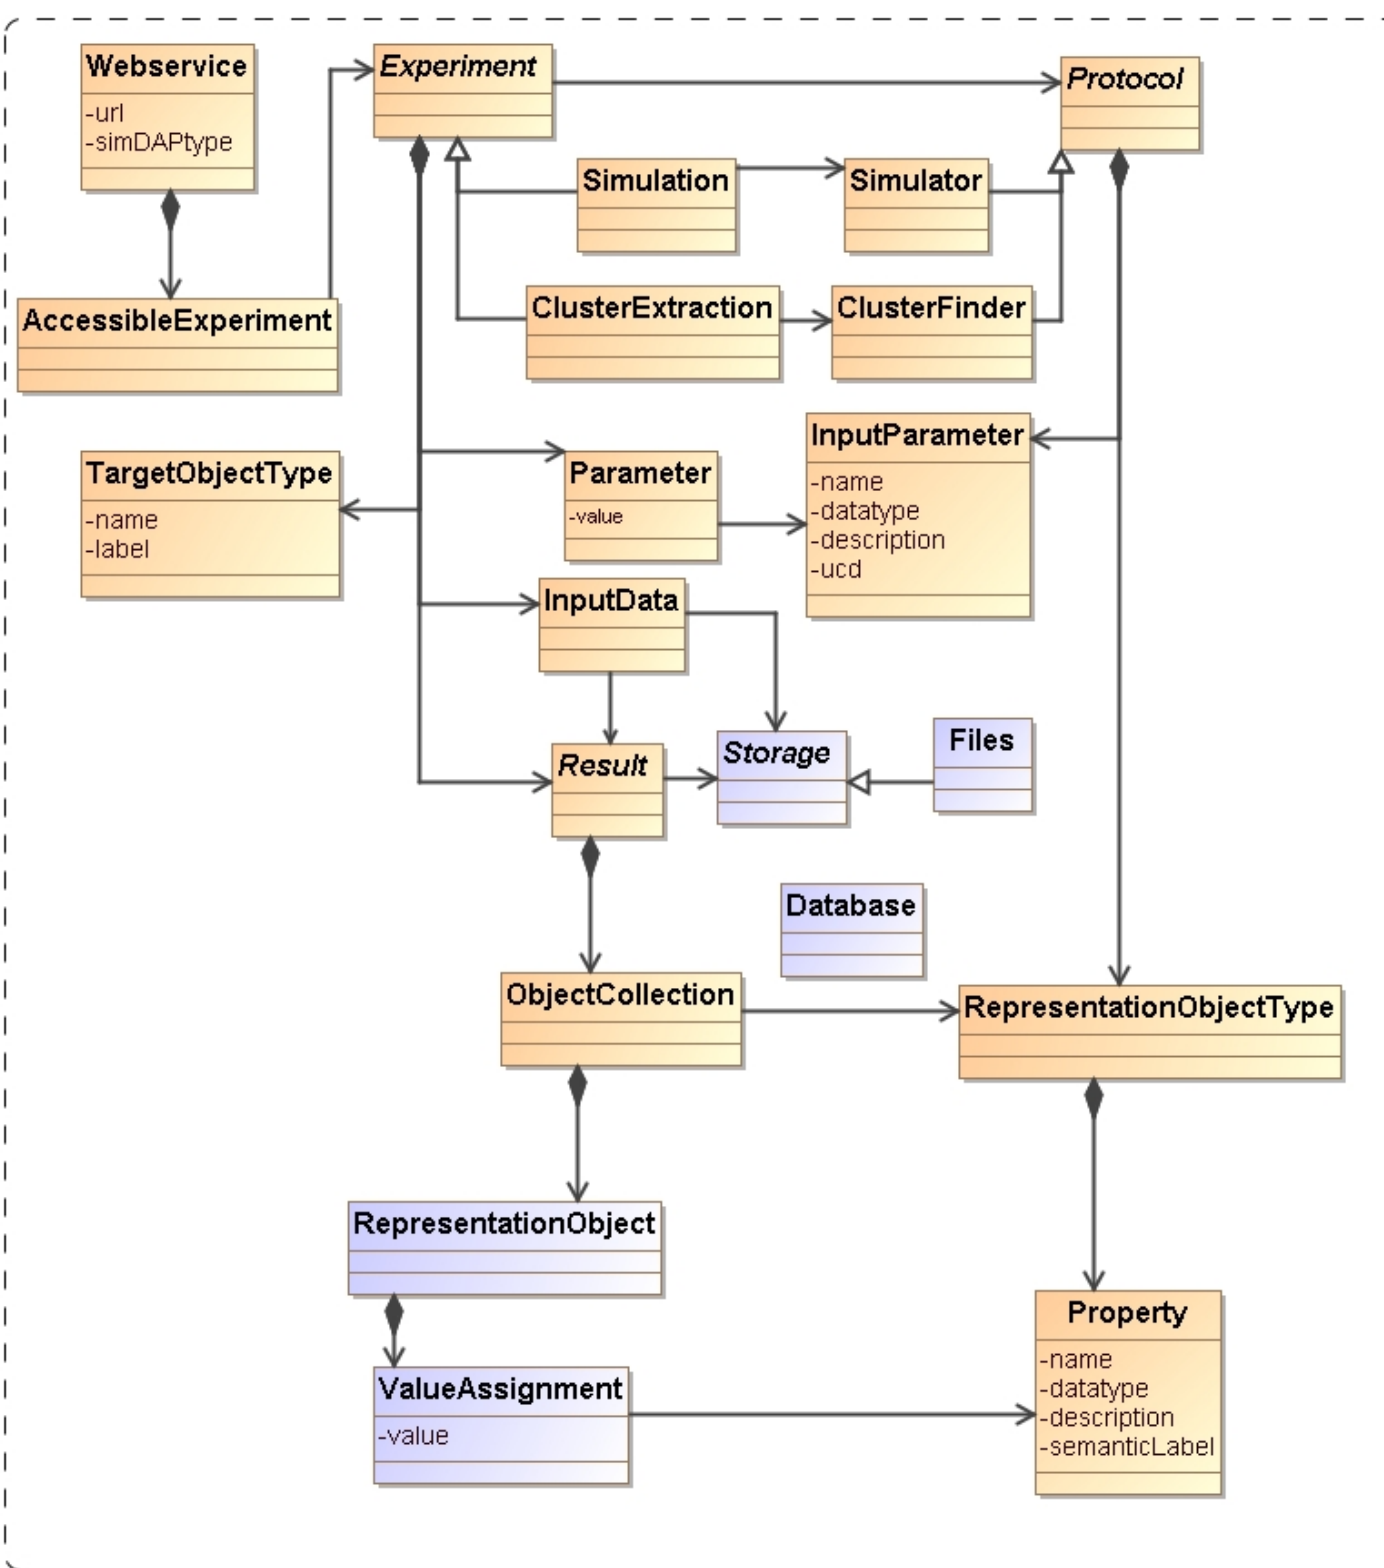 Webservice
-url
-simDAPtype
Experiment
Protocol
Simulation
Simulator
AccessibleExperiment
ClusterExtraction
ClusterFinder
TargetObjectType
-name
-label
Parameter
-value
InputParameter
-name
-datatype
-description
-ucd
InputData
Result
Storage
Files
Database
ObjectCollection
RepresentationObjectType
RepresentationObject
ValueAssignment
-value
Property
-name
-datatype
-description
-semanticLabel